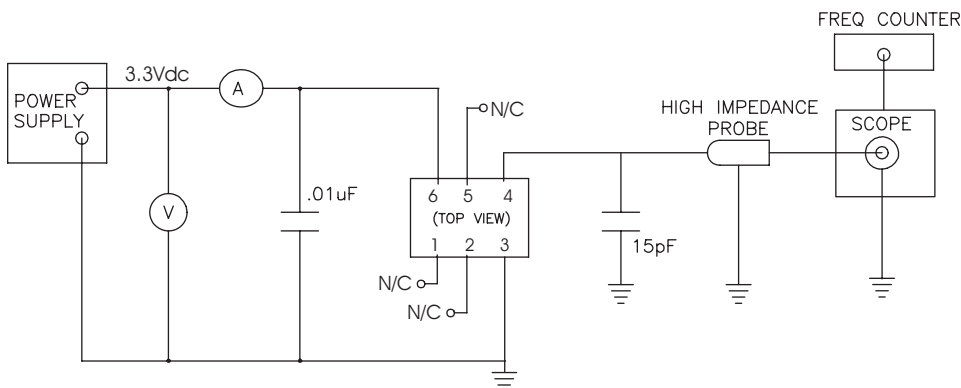 FREQ COUNTER
3.3Vdc
A
POWER
SUPPLY
N/C
HIGH IMPEDANCE
PROBE
SCOPE
.01uF
V
6 5 4
(TOP VIEW)
1 2 3
15pF
N/C
N/C